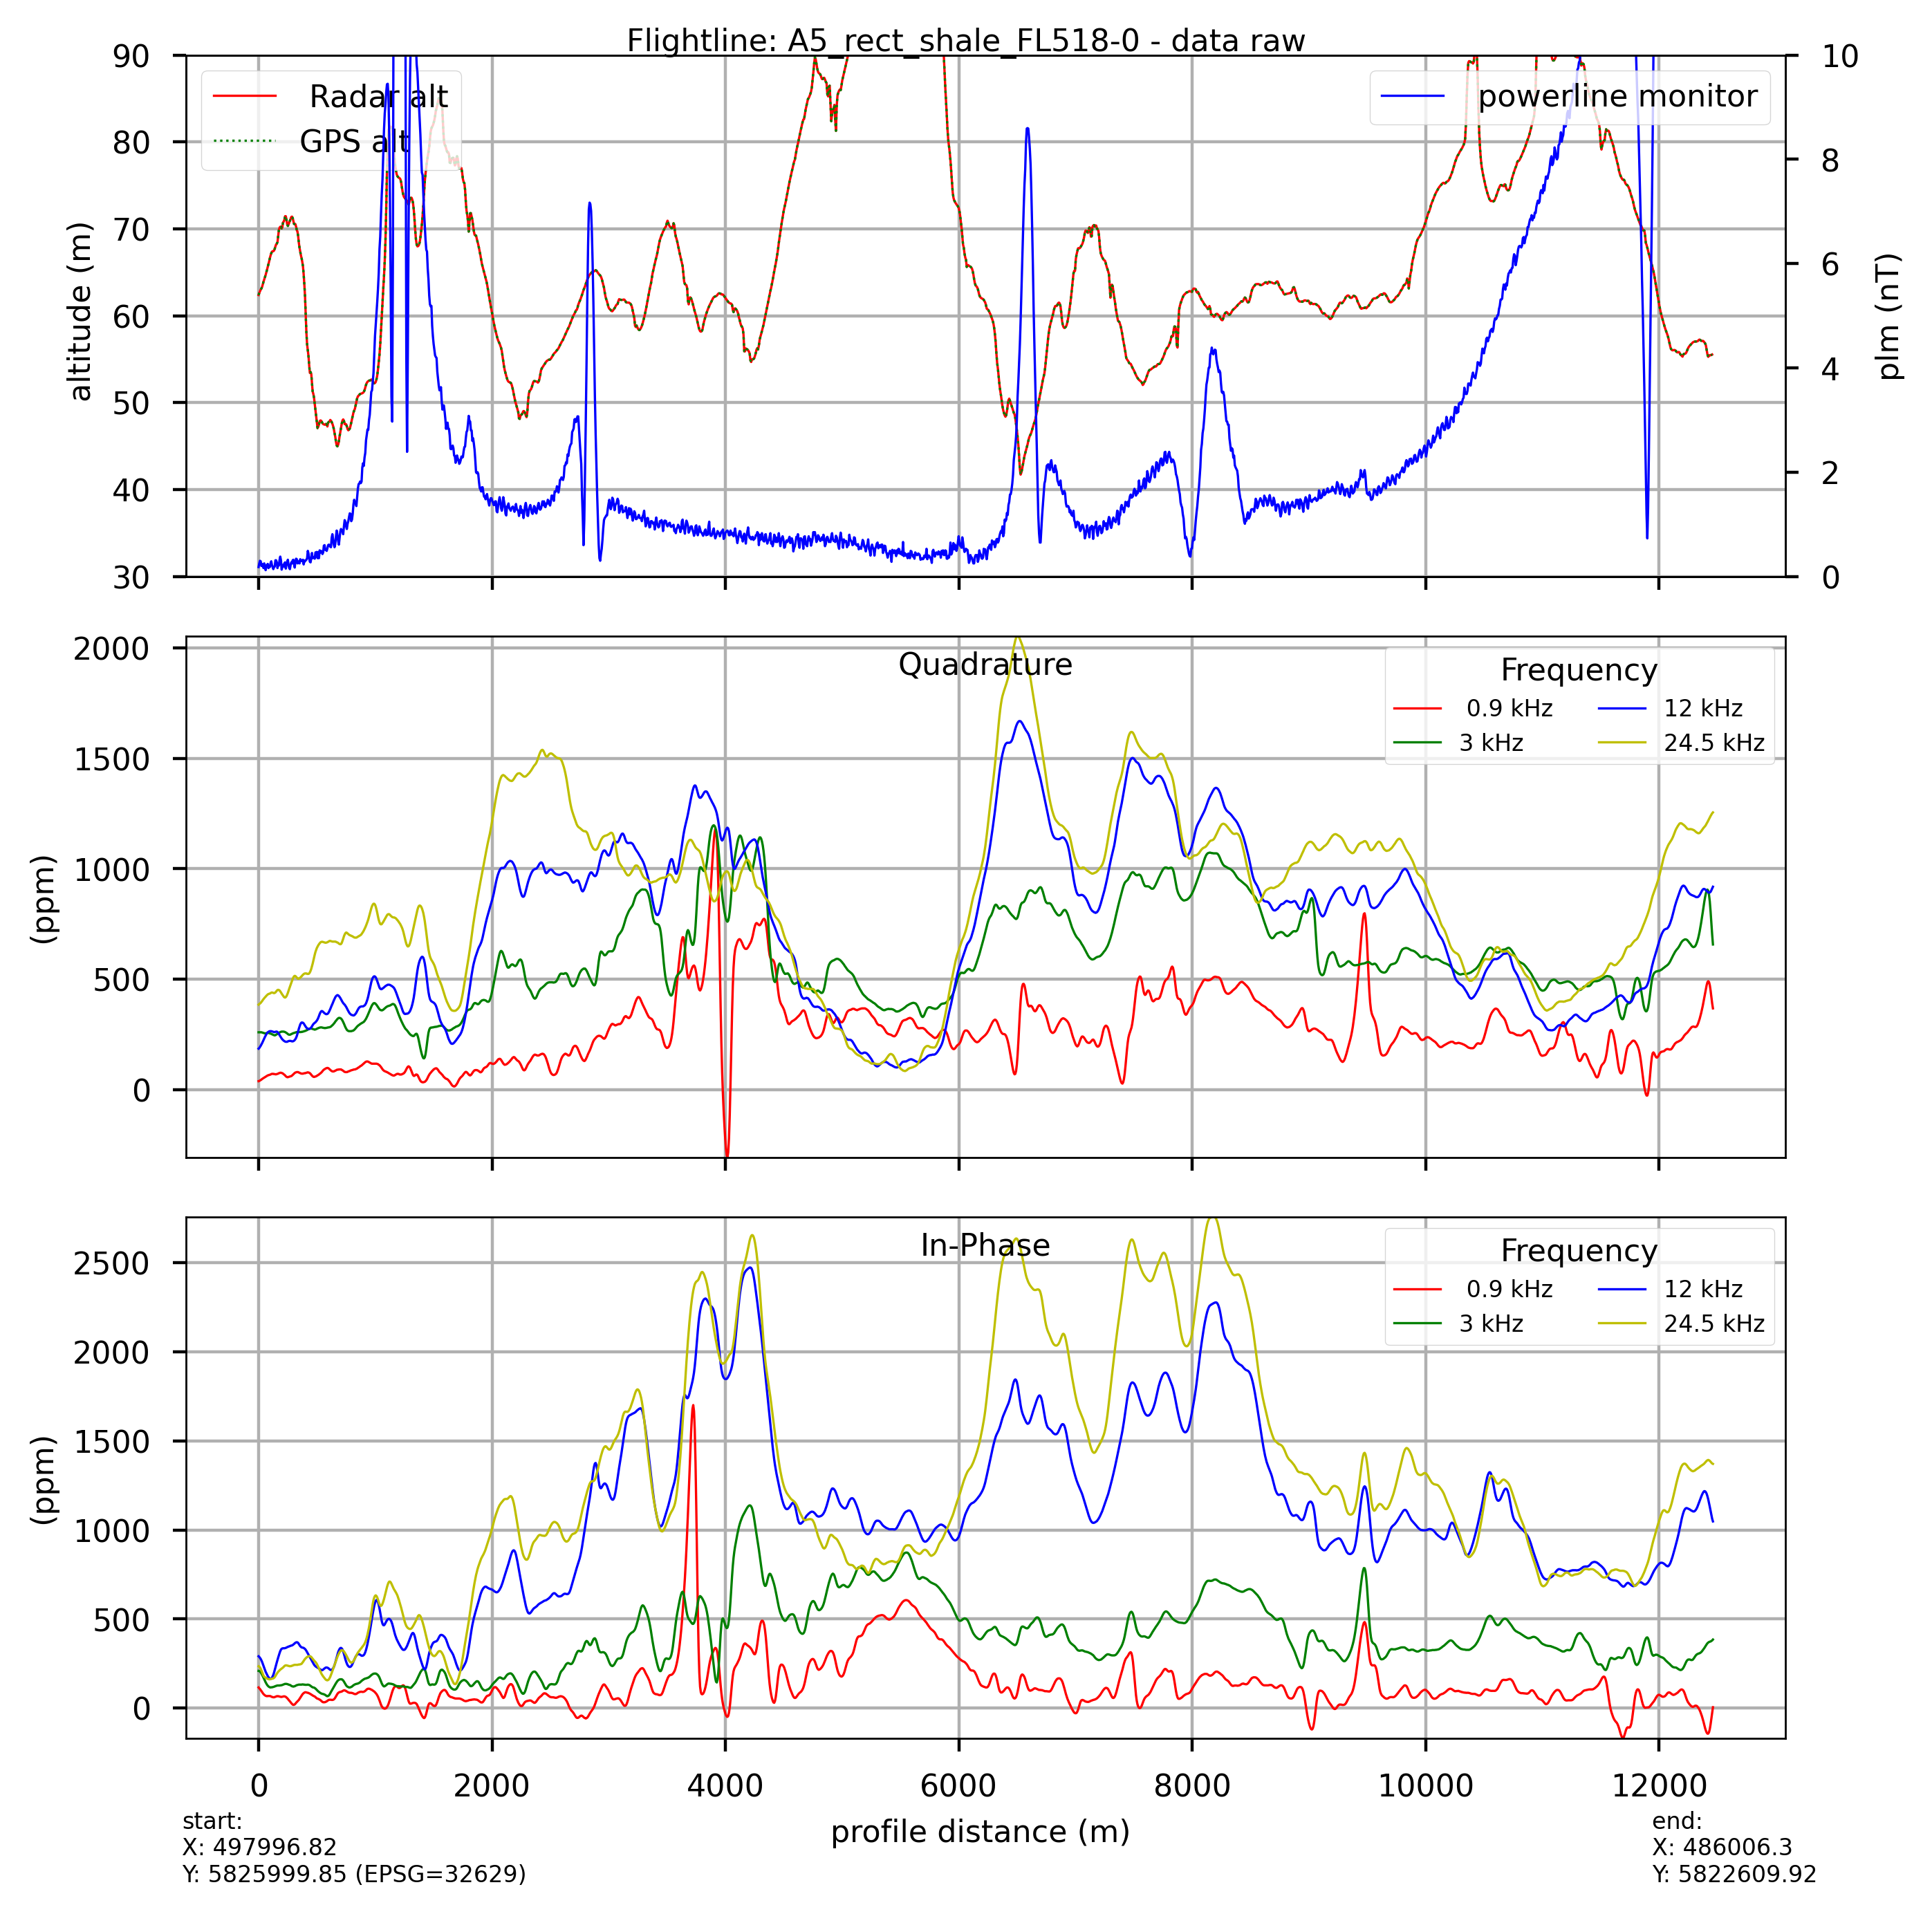 Flightline: A5_rect_shale_FL518-0 - data raw
90
80
70
60
50
40
30
altitude (m)
Radar alt
GPS alt
powerline monitor
10
8
6
4
2
0
plm (nT)
Quadrature
2000
1500
1000
500
0
(ppm)
Frequency
0.9 kHz
3 kHz
12 kHz
24.5 kHz
In-Phase
2500
2000
1500
1000
500
0
(ppm)
Frequency
0.9 kHz
3 kHz
12 kHz
24.5 kHz
0 2000 4000 6000 8000 10000 12000
profile distance (m)
start:
X: 497996.82
Y: 5825999.85 (EPSG=32629)
end:
X: 486006.3
Y: 5822609.92